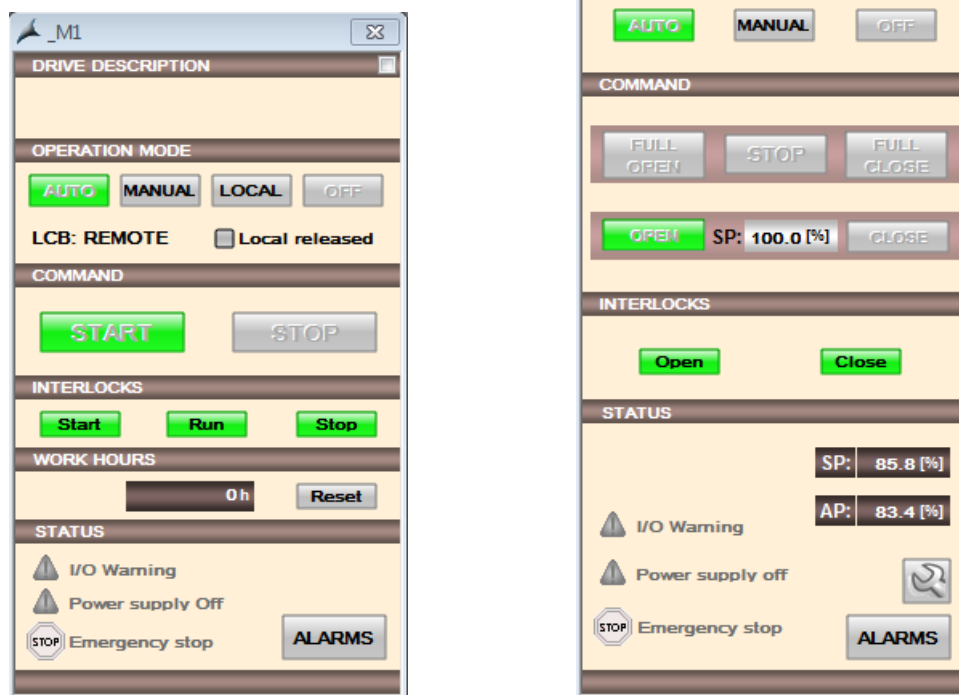 _M1
DRIVE DESCRIPTION
OPERATION MODE
AUTO MANUAL LOCAL OFF
LCB: REMOTE Local released
COMMAND
START STOP
INTERLOCKS
Start Run Stop
WORK HOURS
0 h Reset
STATUS
I/O Warning
Power supply Off
STOP Emergency stop ALARMS
AUTO MANUAL OFF
COMMAND
FULL OPEN STOP FULL CLOSE
OPEN SP: 100.0 [%] CLOSE
INTERLOCKS
Open Close
STATUS
SP: 85.8 [%]
AP: 83.4 [%]
I/O Warning
Power supply off
STOP Emergency stop
ALARMS